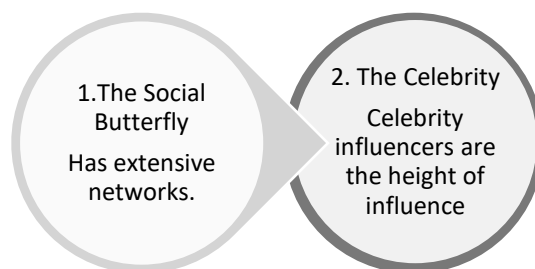 1.The Social
Butterfly
Has extensive
networks.
2. The Celebrity
Celebrity
influencers are
the height of
influence